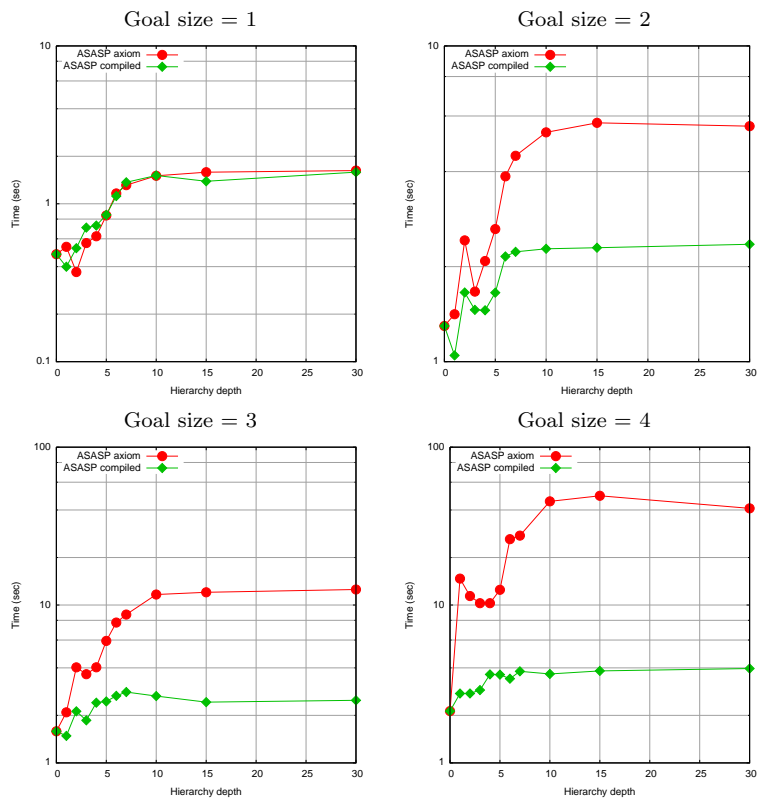 Goal size = 1
10
1
0.1
Time (sec)
ASASP axiom
ASASP compiled
0 5 10 15 20 25 30
Hierarchy depth
Goal size = 2
10
1
Time (sec)
ASASP axiom
ASASP compiled
0 5 10 15 20 25 30
Hierarchy depth
Goal size = 3
100
10
1
Time (sec)
ASASP axiom
ASASP compiled
0 5 10 15 20 25 30
Hierarchy depth
Goal size = 4
100
10
1
Time (sec)
ASASP axiom
ASASP compiled
0 5 10 15 20 25 30
Hierarchy depth